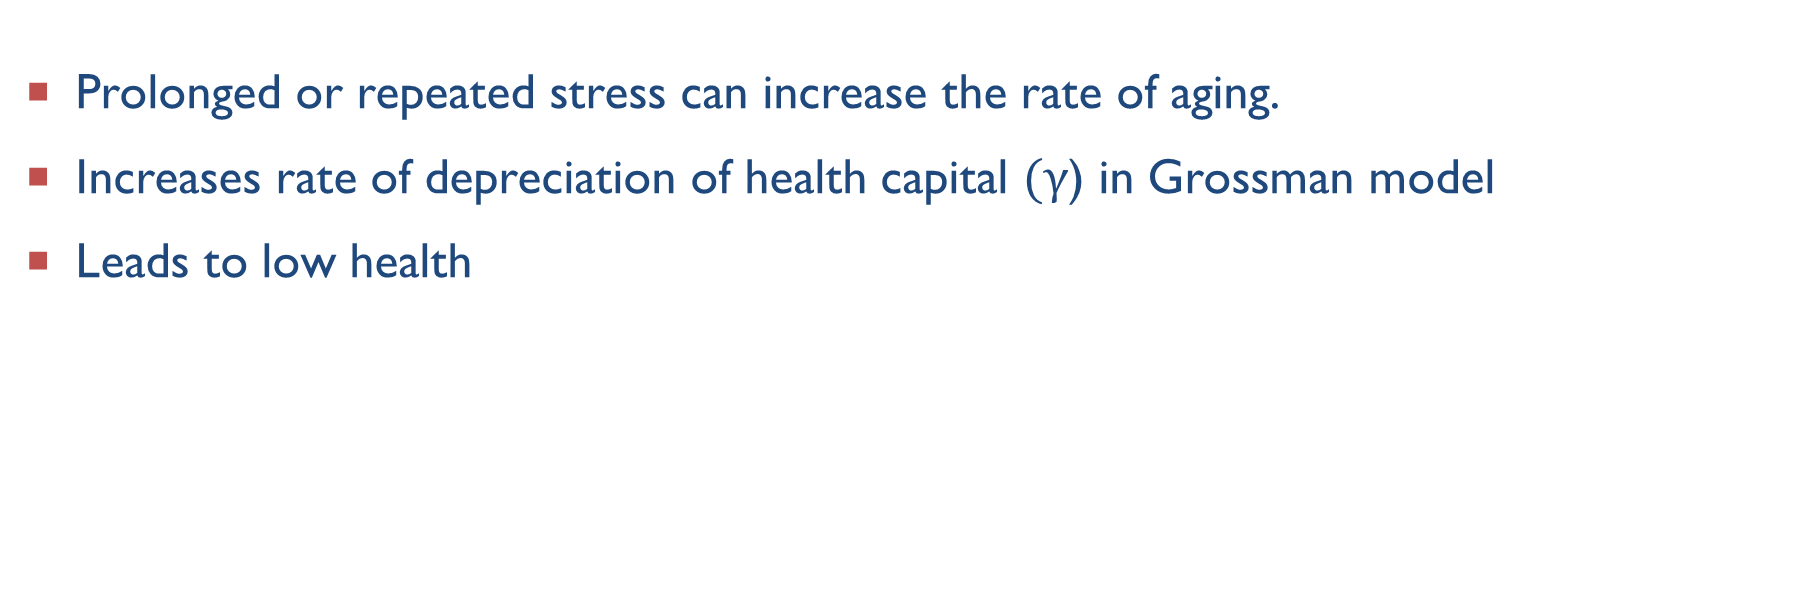 ▪ Prolonged or repeated stress can increase the rate of aging.
▪ Increases rate of depreciation of health capital (γ) in Grossman model
▪ Leads to low health